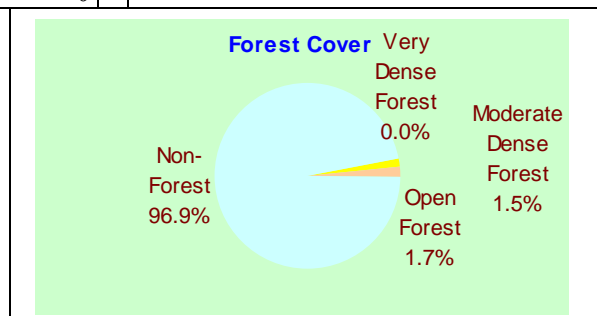 Forest Cover
Very
Dense
Forest
0.0%
Moderate
Dense
Forest
1.5%
Non-
Forest
96.9%
Open
Forest
1.7%